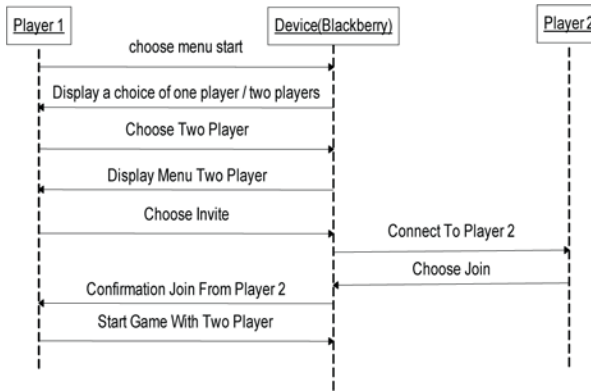 Player 1
Device(Blackberry)
Player 2
choose menu start
Display a choice of one player / two players
Choose Two Player
Display Menu Two Player
Choose Invite
Connect To Player 2
Choose Join
Confirmation Join From Player 2
Start Game With Two Player